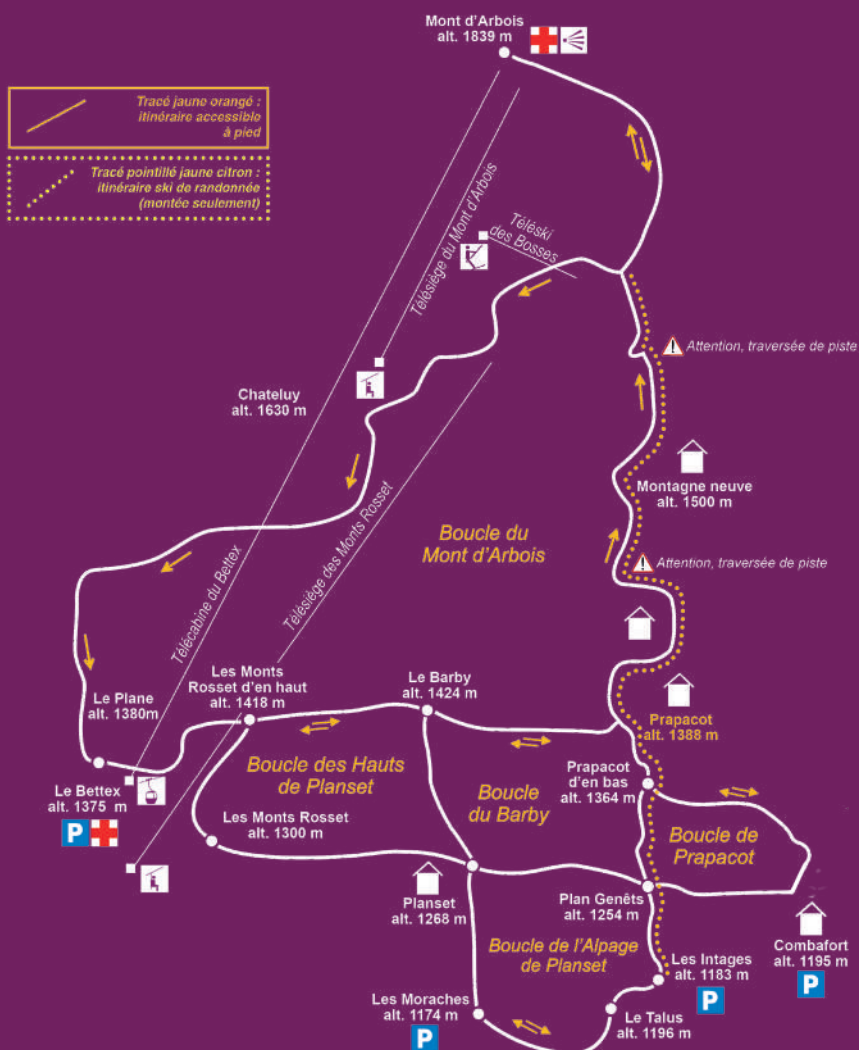 Mont d'Arbois
alt. 1839 m
Tracé jaune orangé :
itinéraire accessible
à pied
Tracé pointillé jaune citron :
itinéraire ski de randonnée
(montée seulement)
Télésiège du Mont d'Arbois
Téléski
des Bosses
Attention, traversée de piste
Chateluy
alt. 1630 m
Montagne neuve
alt. 1500 m
Télésiège des Monts Rosset
Boucle du
Mont d'Arbois
Attention, traversée de piste
Télécabine du Bettex
Les Monts
Rosset d'en haut
alt. 1418 m
Le Barby
alt. 1424 m
Le Plane
alt. 1380m
Prapacot
alt. 1388 m
Boucle des Hauts
de Planset
Boucle
du Barby
Prapacot
d'en bas
alt. 1364 m
Le Bettex
alt. 1375 m
P
Les Monts Rosset
alt. 1300 m
Boucle de
Prapacot
Planset
alt. 1268 m
Plan Genêts
alt. 1254 m
Combafort
alt. 1195 m
P
Boucle de l'Alpage
de Planset
Les Intages
alt. 1183 m
P
Les Moraches
alt. 1174 m
P
Le Talus
alt. 1196 m